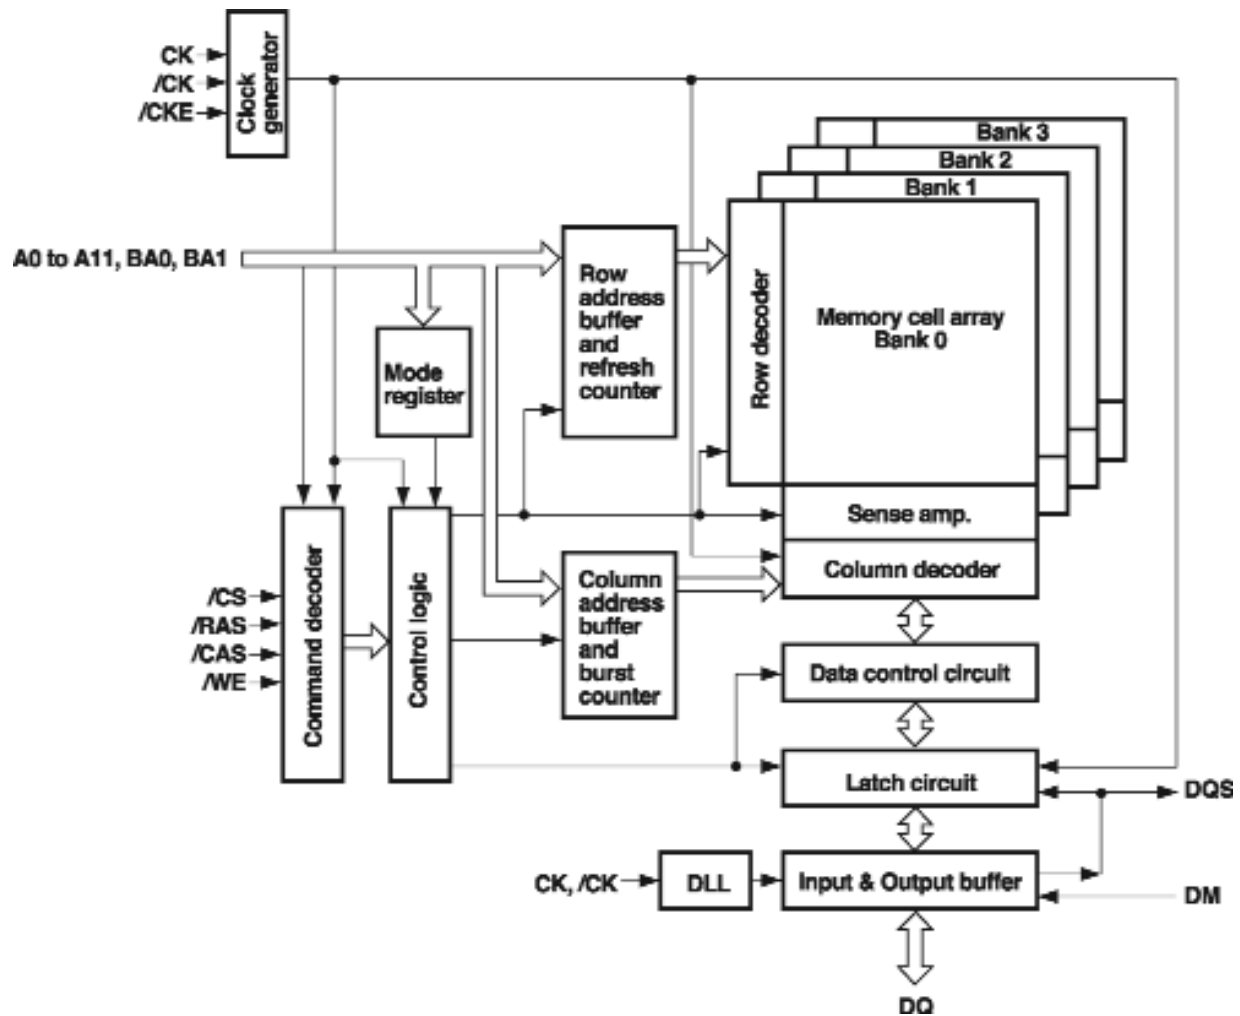 CK
/CK
/CKE
Clock
generator
Bank 3
Bank 2
Bank 1
A0 to A11, BA0, BA1
Row
address
buffer
and
refresh
counter
Row decoder
Memory cell array
Bank 0
Mode
register
Sense amp.
Column decoder
/CS
/RAS
/CAS
/WE
Command decoder
Control logic
Column
address
buffer
and
burst
counter
Data control circuit
Latch circuit
DQS
CK, /CK
DLL
Input & Output buffer
DM
DQ